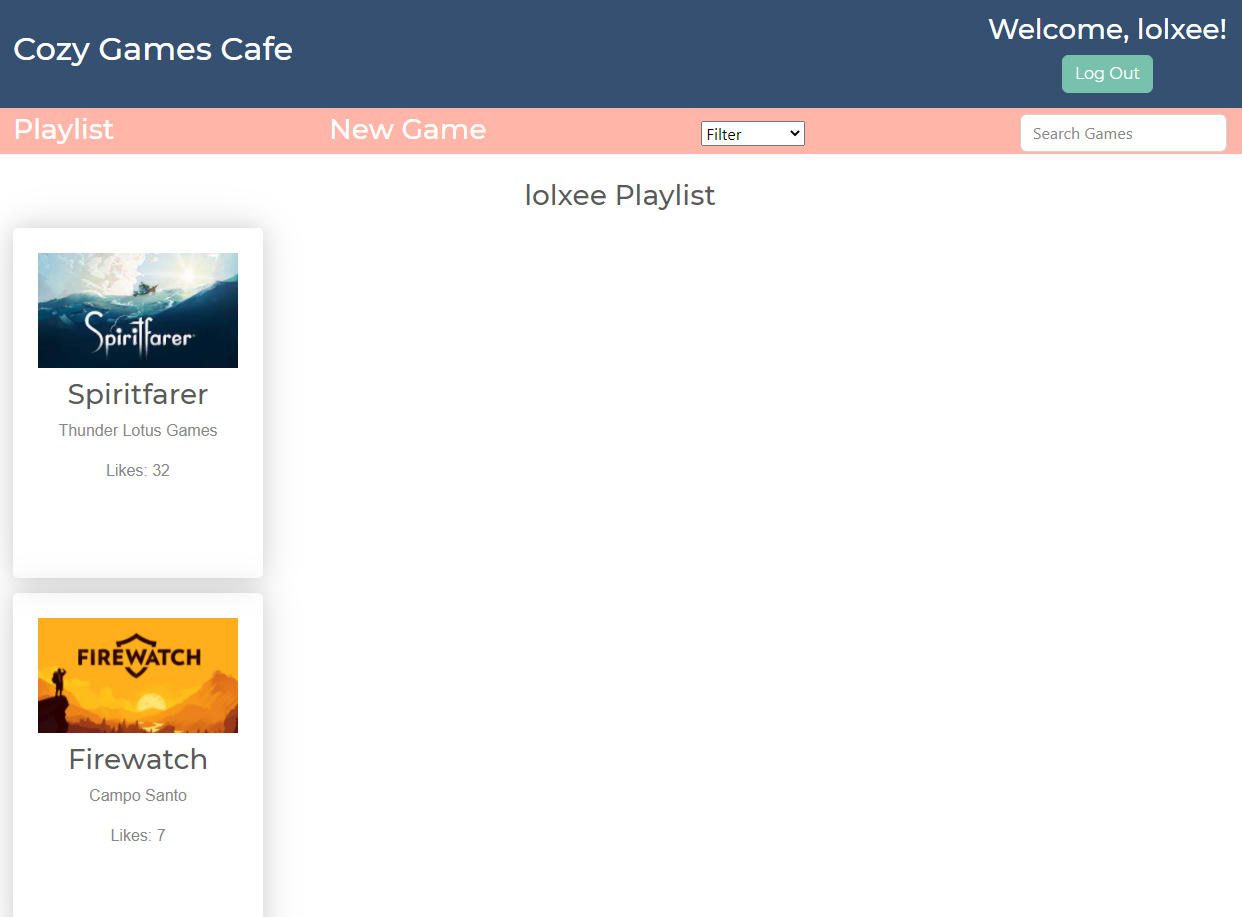 Cozy Games Cafe
Welcome, lolxee!
Log Out
Playlist
New Game
Filter
Search Games
lolxee Playlist
Spiritfarer
Spiritfarer
Thunder Lotus Games
Likes: 32
FIREWATCH
Firewatch
Campo Santo
Likes: 7